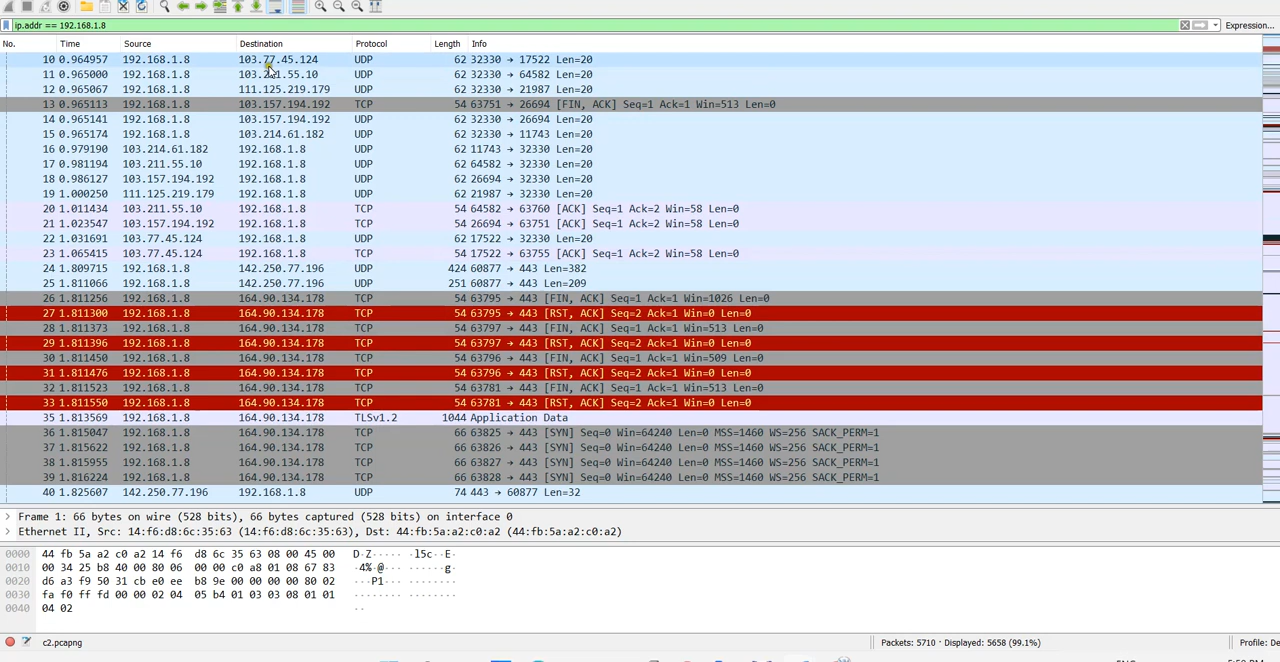 ip.addr == 192.168.1.8 Expression...
No. Time Source Destination Protocol Length Info
10 0.964957 192.168.1.8 103.77.45.124 UDP 62 32330 → 17522 Len=20
11 0.965000 192.168.1.8 103.211.55.10 UDP 62 32330 → 64582 Len=20
12 0.965067 192.168.1.8 111.125.219.179 UDP 62 32330 → 21987 Len=20
13 0.965113 192.168.1.8 103.157.194.192 TCP 54 63751 → 26694 [FIN, ACK] Seq=1 Ack=1 Win=513 Len=0
14 0.965141 192.168.1.8 103.157.194.192 UDP 62 32330 → 26694 Len=20
15 0.965174 192.168.1.8 103.214.61.182 UDP 62 32330 → 11743 Len=20
16 0.979190 103.214.61.182 192.168.1.8 UDP 62 11743 → 32330 Len=20
17 0.981194 103.211.55.10 192.168.1.8 UDP 62 64582 → 32330 Len=20
18 0.986127 103.157.194.192 192.168.1.8 UDP 62 26694 → 32330 Len=20
19 1.000250 111.125.219.179 192.168.1.8 UDP 62 21987 → 32330 Len=20
20 1.011434 103.211.55.10 192.168.1.8 TCP 54 64582 → 63760 [ACK] Seq=1 Ack=2 Win=58 Len=0
21 1.023547 103.157.194.192 192.168.1.8 TCP 54 26694 → 63751 [ACK] Seq=1 Ack=2 Win=58 Len=0
22 1.031691 103.77.45.124 192.168.1.8 UDP 62 17522 → 32330 Len=20
23 1.065415 103.77.45.124 192.168.1.8 TCP 54 17522 → 63755 [ACK] Seq=1 Ack=2 Win=58 Len=0
24 1.809715 192.168.1.8 142.250.77.196 UDP 424 60877 → 443 Len=382
25 1.811066 192.168.1.8 142.250.77.196 UDP 251 60877 → 443 Len=209
26 1.811256 192.168.1.8 164.90.134.178 TCP 54 63795 → 443 [FIN, ACK] Seq=1 Ack=1 Win=1026 Len=0
27 1.811300 192.168.1.8 164.90.134.178 TCP 54 63795 → 443 [RST, ACK] Seq=2 Ack=1 Win=0 Len=0
28 1.811373 192.168.1.8 164.90.134.178 TCP 54 63797 → 443 [FIN, ACK] Seq=1 Ack=1 Win=513 Len=0
29 1.811396 192.168.1.8 164.90.134.178 TCP 54 63797 → 443 [RST, ACK] Seq=2 Ack=1 Win=0 Len=0
30 1.811450 192.168.1.8 164.90.134.178 TCP 54 63796 → 443 [FIN, ACK] Seq=1 Ack=1 Win=509 Len=0
31 1.811476 192.168.1.8 164.90.134.178 TCP 54 63796 → 443 [RST, ACK] Seq=2 Ack=1 Win=0 Len=0
32 1.811523 192.168.1.8 164.90.134.178 TCP 54 63781 → 443 [FIN, ACK] Seq=1 Ack=1 Win=513 Len=0
33 1.811550 192.168.1.8 164.90.134.178 TCP 54 63781 → 443 [RST, ACK] Seq=2 Ack=1 Win=0 Len=0
35 1.813569 192.168.1.8 164.90.134.178 TLSv1.2 1044 Application Data
36 1.815047 192.168.1.8 164.90.134.178 TCP 66 63825 → 443 [SYN] Seq=0 Win=64240 Len=0 MSS=1460 WS=256 SACK_PERM=1
37 1.815622 192.168.1.8 164.90.134.178 TCP 66 63826 → 443 [SYN] Seq=0 Win=64240 Len=0 MSS=1460 WS=256 SACK_PERM=1
38 1.815955 192.168.1.8 164.90.134.178 TCP 66 63827 → 443 [SYN] Seq=0 Win=64240 Len=0 MSS=1460 WS=256 SACK_PERM=1
39 1.816224 192.168.1.8 164.90.134.178 TCP 66 63828 → 443 [SYN] Seq=0 Win=64240 Len=0 MSS=1460 WS=256 SACK_PERM=1
40 1.825607 142.250.77.196 192.168.1.8 UDP 74 443 → 60877 Len=32
Frame 1: 66 bytes on wire (528 bits), 66 bytes captured (528 bits) on interface 0
Ethernet II, Src: 14:f6:d8:6c:35:63 (14:f6:d8:6c:35:63), Dst: 44:fb:5a:a2:c0:a2 (44:fb:5a:a2:c0:a2)
0000 44 fb 5a a2 c0 a2 14 f6 d8 6c 35 63 08 00 45 00 D·Z····· ·l5c··E·
0010 00 34 25 b8 40 00 80 06 00 00 c0 a8 01 08 67 83 ·4%·@··· ······g·
0020 d6 a3 f9 50 31 cb e0 ee b8 9e 00 00 00 00 80 02 ···P1··· ········
0030 fa f0 ff fd 00 00 02 04 05 b4 01 03 03 08 01 01 ········ ········
0040 04 02 ··
c2.pcapng Packets: 5710 · Displayed: 5658 (99.1%) Profile: De